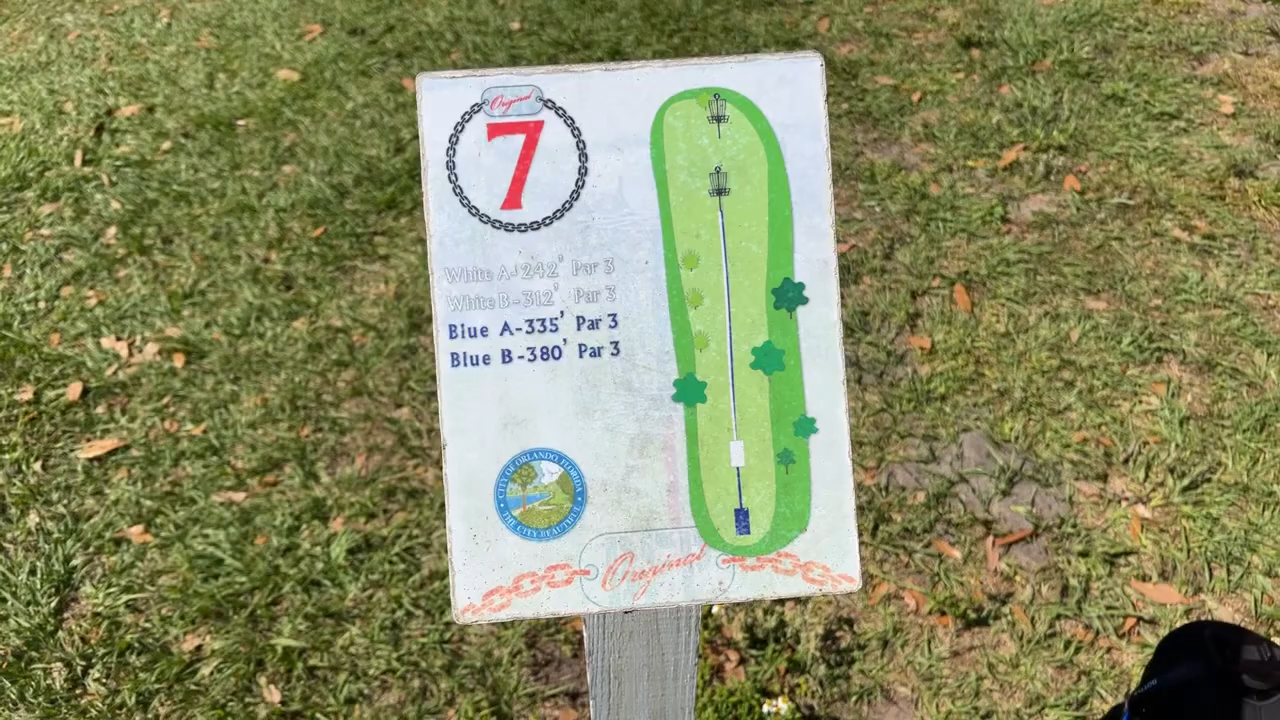 Original
7
White A-242' Par 3
White B-312' Par 3
Blue A-335' Par 3
Blue B-380' Par 3
CITY OF ORLANDO, FLORIDA
• THE CITY BEAUTIFUL •
Original